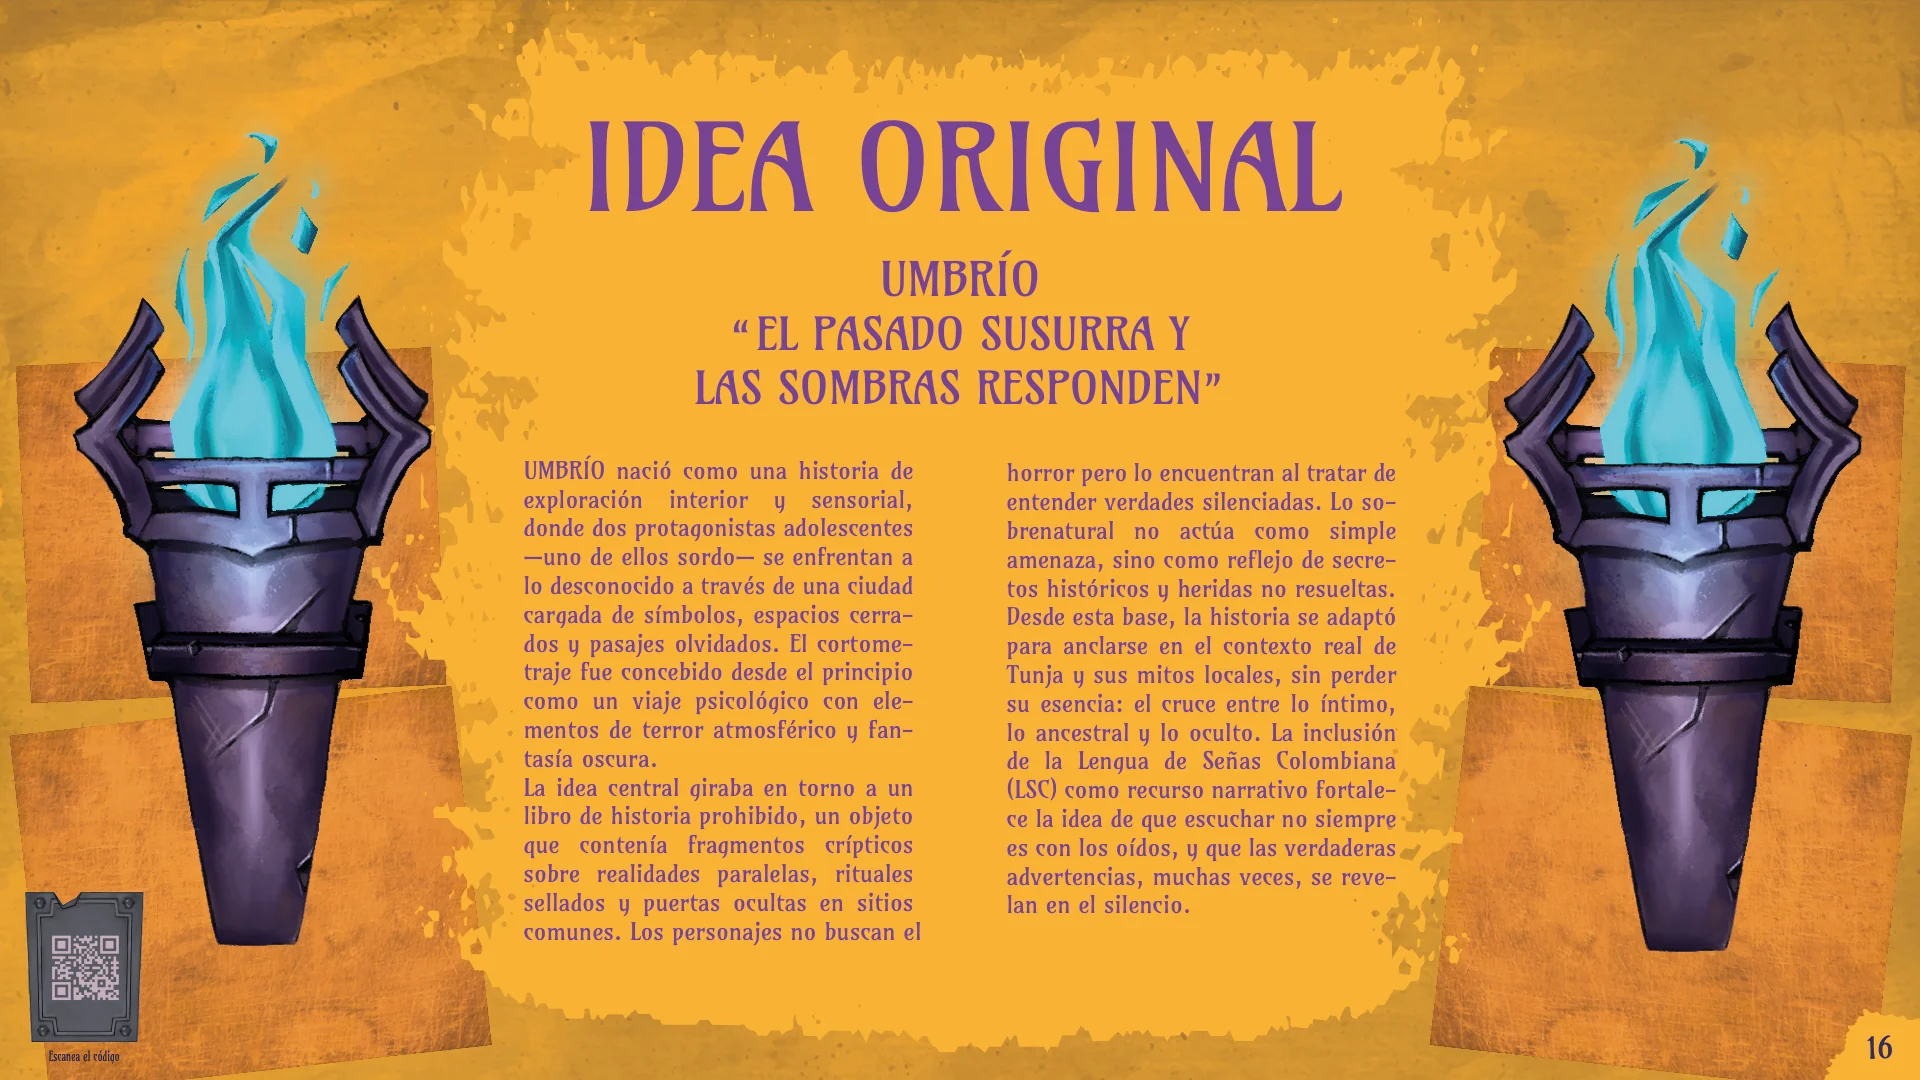 IDEA ORIGINAL
UMBRÍO
“ EL PASADO SUSURRA Y
LAS SOMBRAS RESPONDEN”
UMBRÍO nació como una historia de
exploración interior y sensorial,
donde dos protagonistas adolescentes
—uno de ellos sordo— se enfrentan a
lo desconocido a través de una ciudad
cargada de símbolos, espacios cerra-
dos y pasajes olvidados. El cortome-
traje fue concebido desde el principio
como un viaje psicológico con ele-
mentos de terror atmosférico y fan-
tasía oscura.
La idea central giraba en torno a un
libro de historia prohibido, un objeto
que contenía fragmentos crípticos
sobre realidades paralelas, rituales
sellados y puertas ocultas en sitios
comunes. Los personajes no buscan el
horror pero lo encuentran al tratar de
entender verdades silenciadas. Lo so-
brenatural no actúa como simple
amenaza, sino como reflejo de secre-
tos históricos y heridas no resueltas.
Desde esta base, la historia se adaptó
para anclarse en el contexto real de
Tunja y sus mitos locales, sin perder
su esencia: el cruce entre lo íntimo,
lo ancestral y lo oculto. La inclusión
de la Lengua de Señas Colombiana
(LSC) como recurso narrativo fortale-
ce la idea de que escuchar no siempre
es con los oídos, y que las verdaderas
advertencias, muchas veces, se reve-
lan en el silencio.
Escanea el código
16